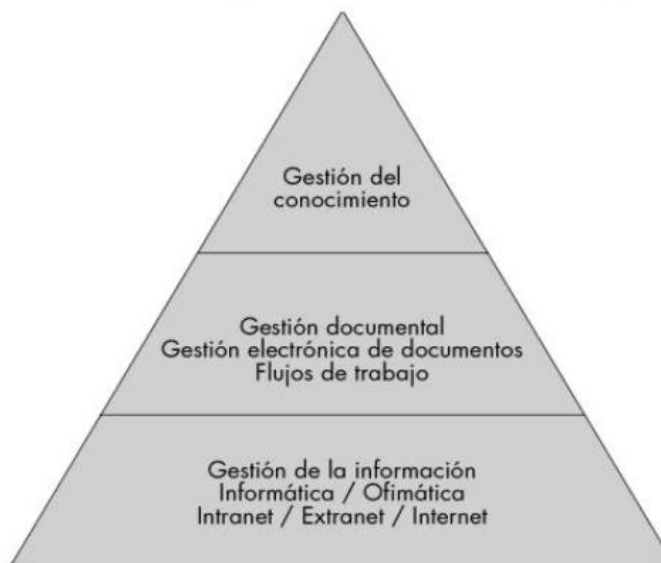 Gestión del
conocimiento
Gestión documental
Gestión electrónica de documentos
Flujos de trabajo
Gestión de la información
Informática / Ofimática
Intranet / Extranet / Internet